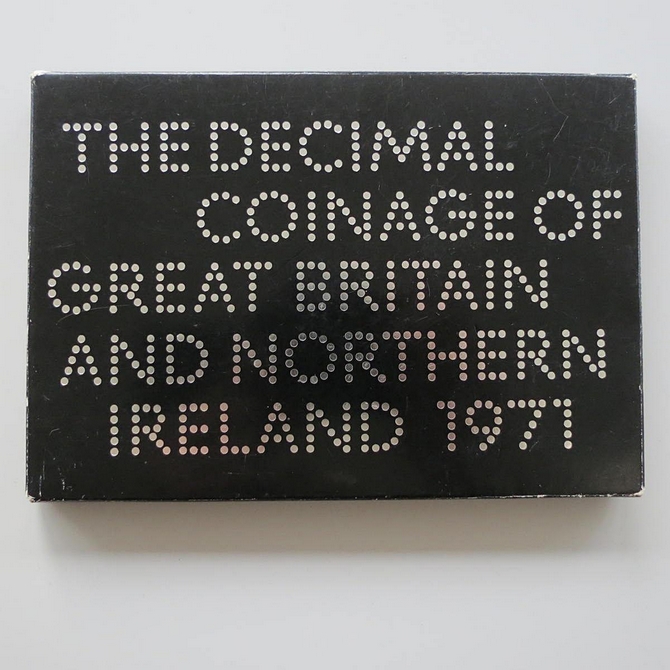 THE DECIMAL
COINAGE OF
GREAT BRITAIN
AND NORTHERN
IRELAND 1971